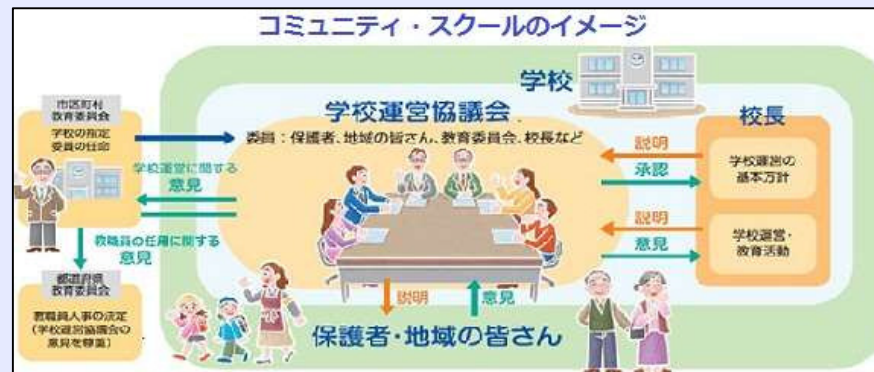 コミュニティ・スクールのイメージ
学校
市区町村
教育委員会
学校の指定
委員の任命
学校運営協議会
委員：保護者、地域の皆さん、教育委員会、校長など
学校運営に関する
意見
教職員の任用に関する
意見
都道府県
教育委員会
教職員人事の決定
(学校運営協議会の
意見を尊重)
校長
説明
承認
学校運営の
基本方針
説明
意見
学校運営・
教育活動
説明
意見
保護者・地域の皆さん